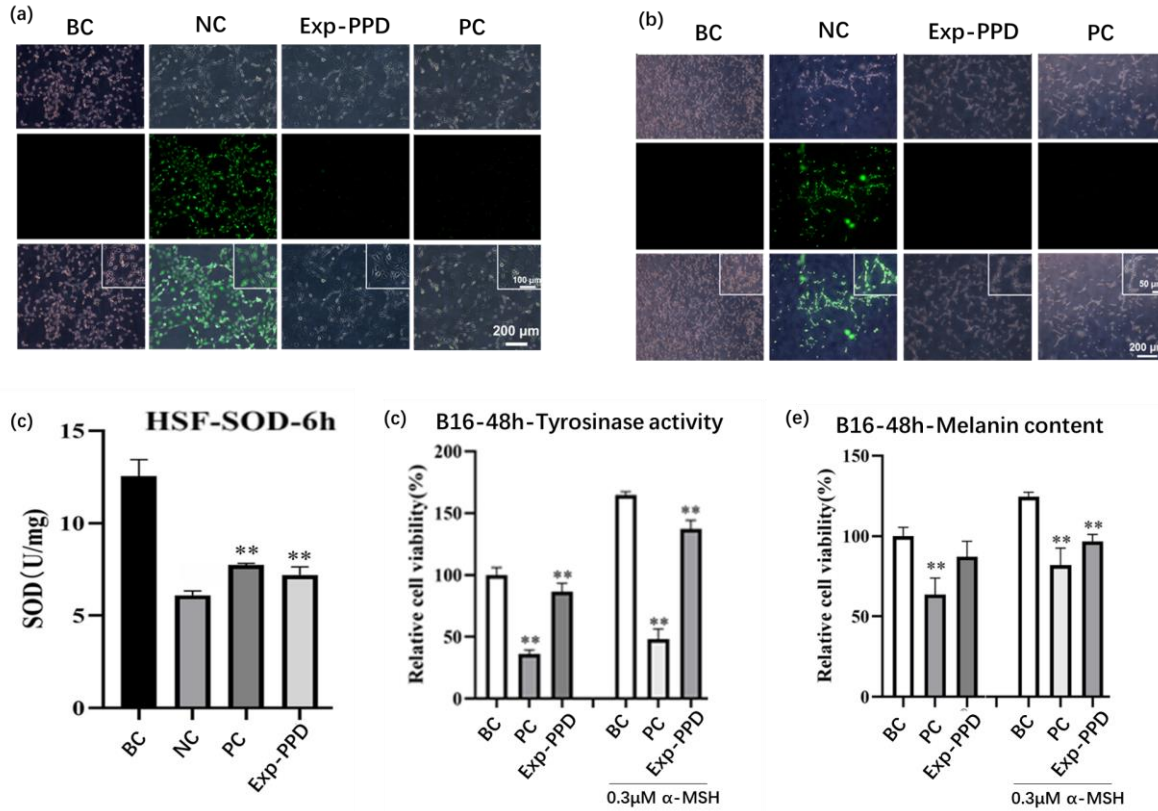 (a)
BC NC Exp-PPD PC
100 μm
200 μm
(b)
BC NC Exp-PPD PC
50 μm
200 μm
(c)
HSF-SOD-6h
SOD(U/mg)
15
10
5
0
BC NC PC Exp-PPD
** **
(c)
B16-48h-Tyrosinase activity
Relative cell viability(%)
200
150
100
50
0
BC PC Exp-PPD BC PC Exp-PPD
** ** ** **
0.3μM α-MSH
(e)
B16-48h-Melanin content
Relative cell viability(%)
150
100
50
0
BC PC Exp-PPD BC PC Exp-PPD
** ** **
0.3μM α-MSH